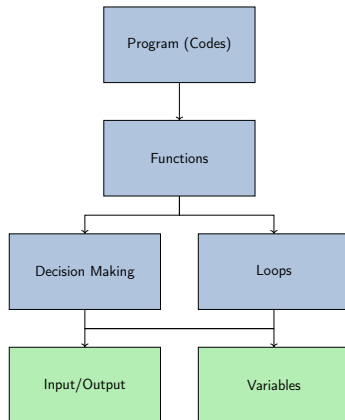 Program (Codes)
Functions
Decision Making
Loops
Input/Output
Variables